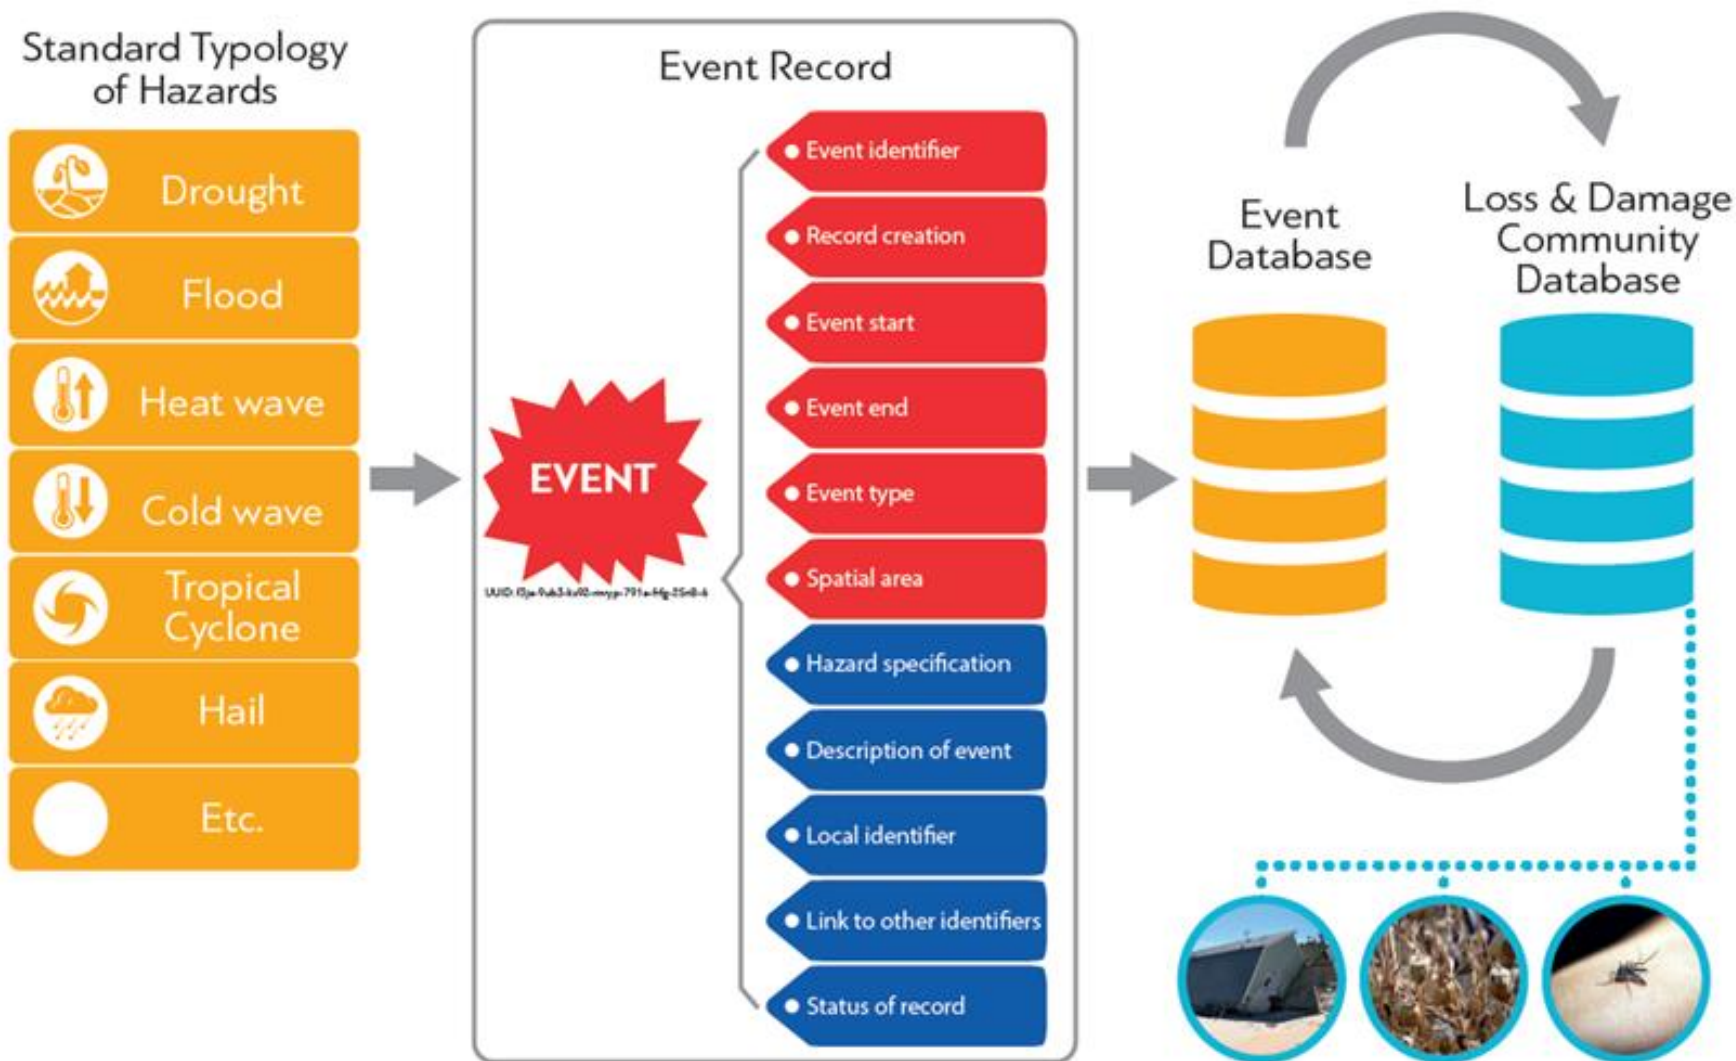 Standard Typology
of Hazards
Drought
Flood
Heat wave
Cold wave
Tropical
Cyclone
Hail
Etc.
Event Record
EVENT
UUID:
Event identifier
Record creation
Event start
Event end
Event type
Spatial area
Hazard specification
Description of event
Local identifier
Link to other identifiers
Status of record
Event
Database
Loss & Damage
Community
Database